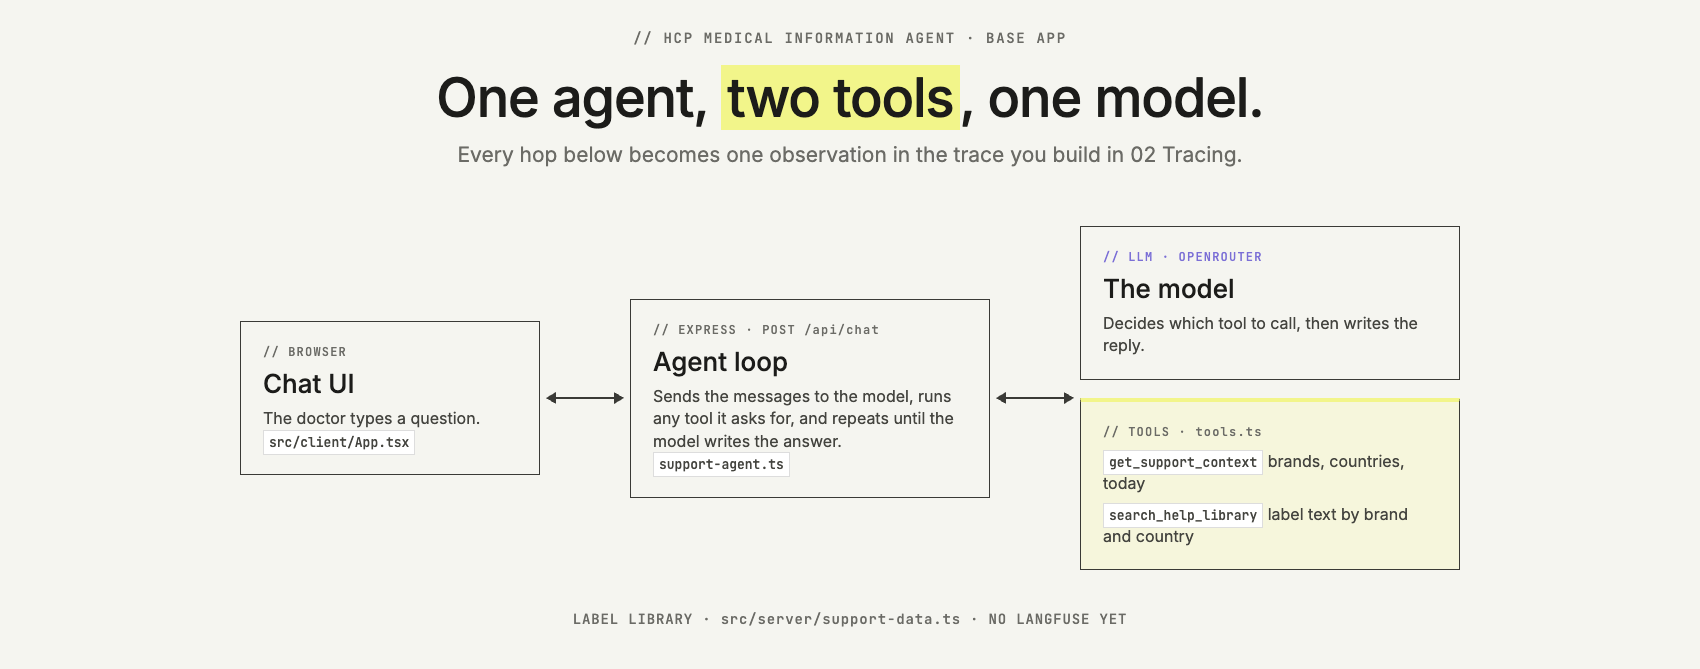 // HCP MEDICAL INFORMATION AGENT · BASE APP
One agent, two tools, one model.
Every hop below becomes one observation in the trace you build in 02 Tracing.
// BROWSER
Chat UI
The doctor types a question.
src/client/App.tsx
// EXPRESS · POST /api/chat
Agent loop
Sends the messages to the model, runs
any tool it asks for, and repeats until the
model writes the answer.
support-agent.ts
// LLM · OPENROUTER
The model
Decides which tool to call, then writes the
reply.
// TOOLS · tools.ts
get_support_context brands, countries,
today
search_help_library label text by brand
and country
LABEL LIBRARY · src/server/support-data.ts · NO LANGFUSE YET